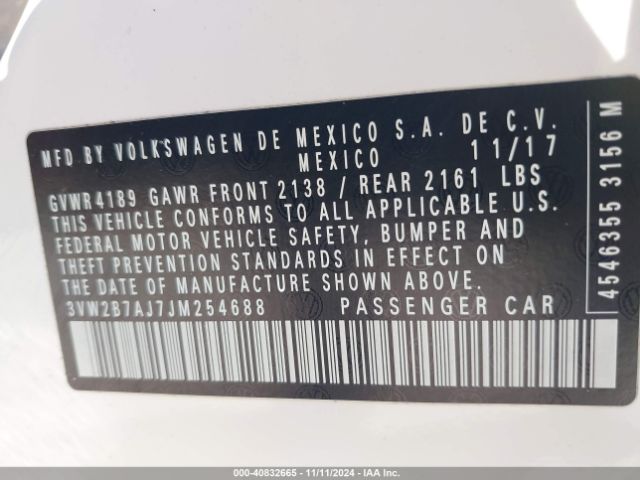 MFD BY VOLKSWAGEN DE MEXICO S.A. DE C.V.
MEXICO 11/17
GVWR4189 GAWR FRONT 2138 / REAR 2161 LBS
THIS VEHICLE CONFORMS TO ALL APPLICABLE U.S.
FEDERAL MOTOR VEHICLE SAFETY, BUMPER AND
THEFT PREVENTION STANDARDS IN EFFECT ON
THE DATE OF MANUFACTURE SHOWN ABOVE.
3VW2B7AJ7JM254688 PASSENGER CAR
4546355 3156 M
000-40832665 - 11/11/2024 - IAA Inc.